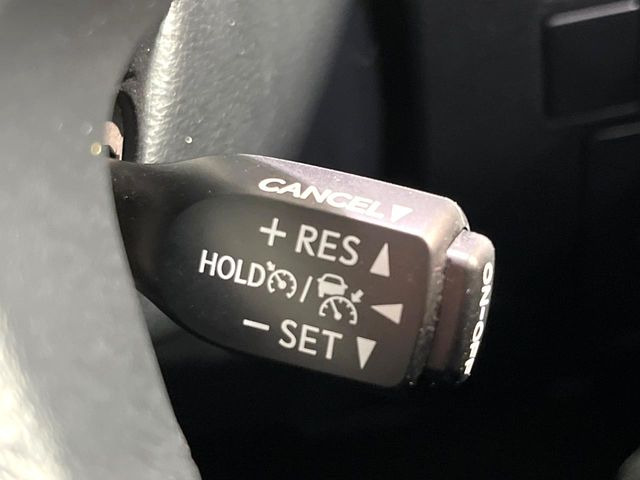 CANCEL▼
+ RES ▲
HOLD / ◀
− SET ▼
ON-OFF